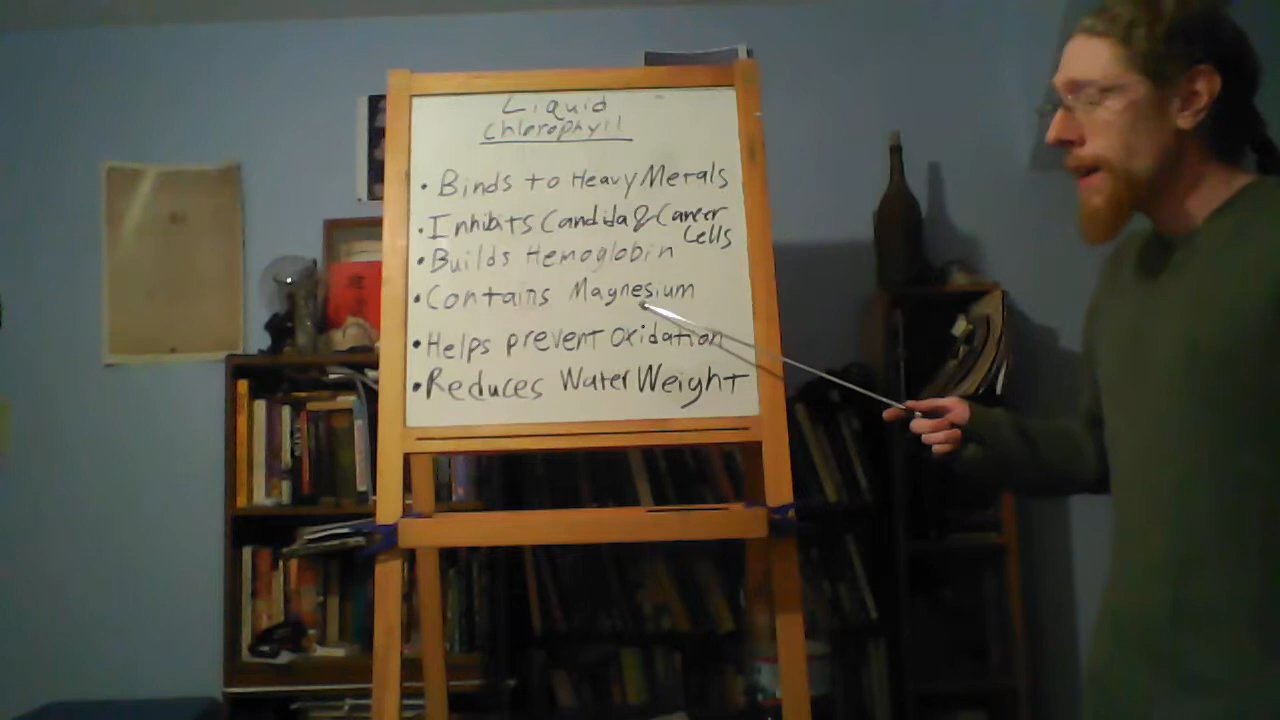 Liquid
Chlorophyll
• Binds to Heavy Metals
• Inhibits Candida & Cancer
Cells
• Builds Hemoglobin
• Contains Magnesium
• Helps prevent Oxidation
• Reduces Water Weight